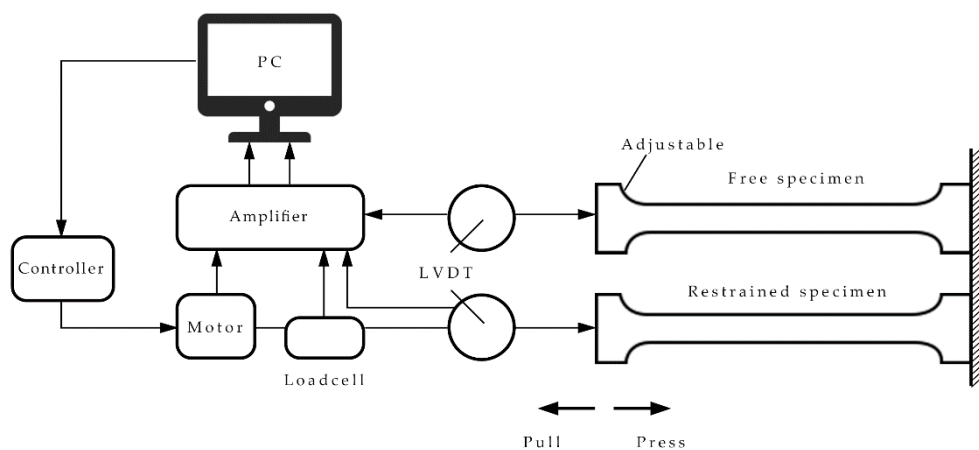 PC
Adjustable
Free specimen
Amplifier
Controller
LVDT
Restrained specimen
Motor
Loadcell
Pull
Press